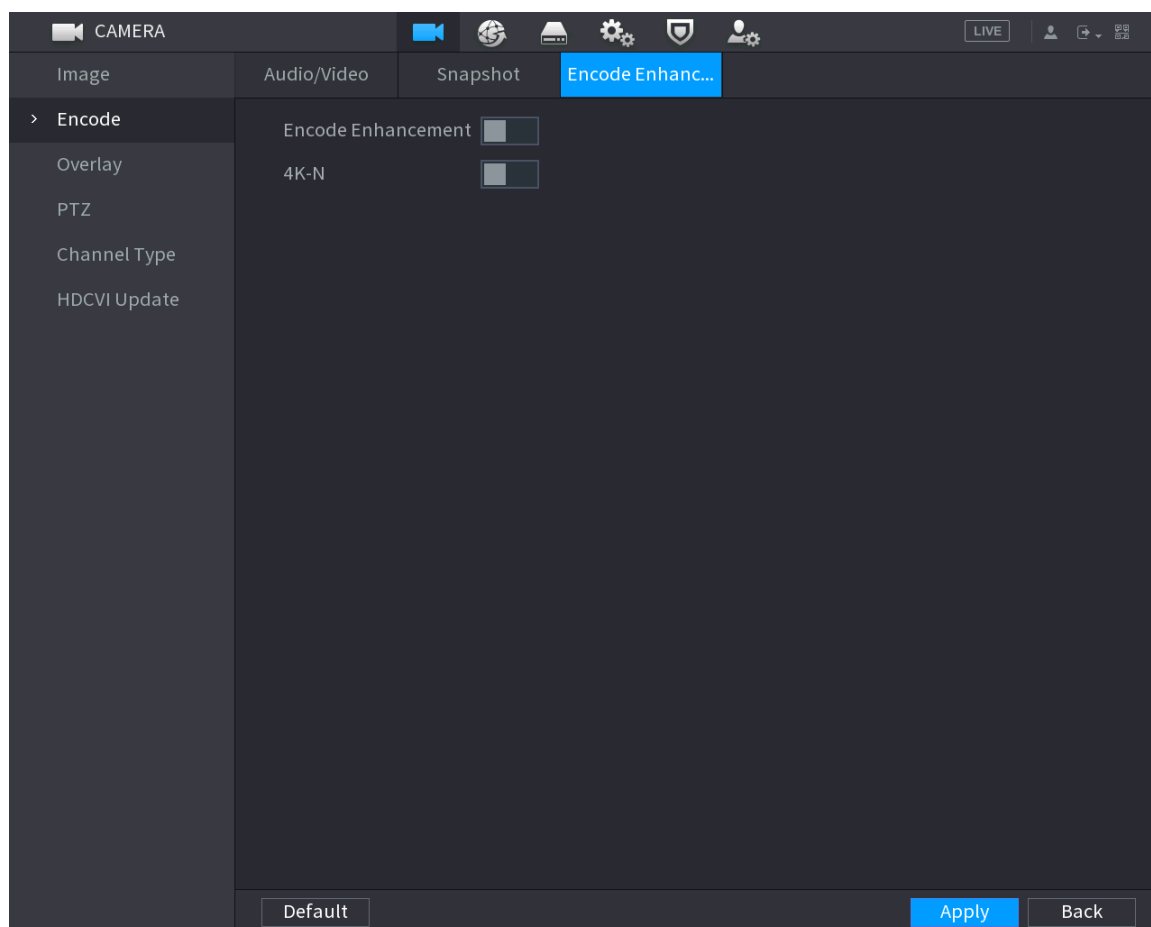 CAMERA
LIVE
Image
Audio/Video
Snapshot
Encode Enhanc...
Encode
Encode Enhancement
Overlay
4K-N
PTZ
Channel Type
HDCVI Update
Default
Apply
Back